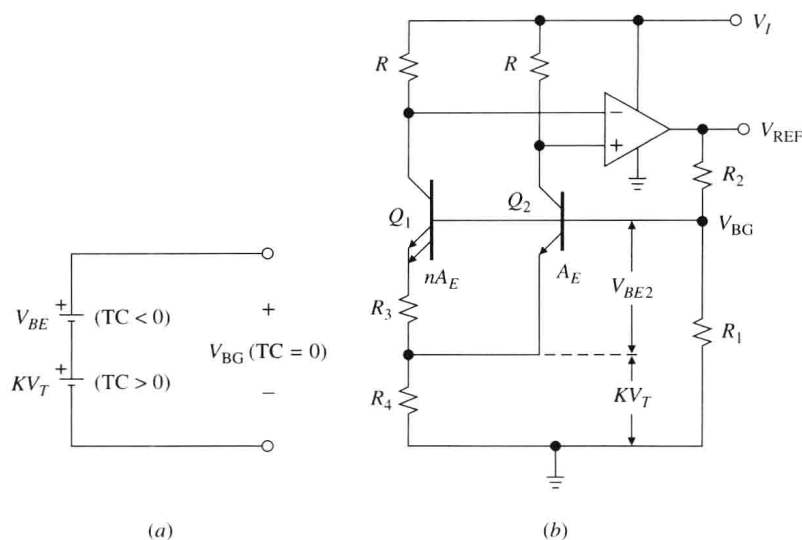 V_I
R
R
−
+
V_REF
R_2
Q_1
Q_2
V_BG
nA_E
A_E
V_BE2
R_3
R_1
R_4
KV_T
+
V_BE (TC < 0)
+
V_BG (TC = 0)
+
KV_T (TC > 0)
−
(a)
(b)